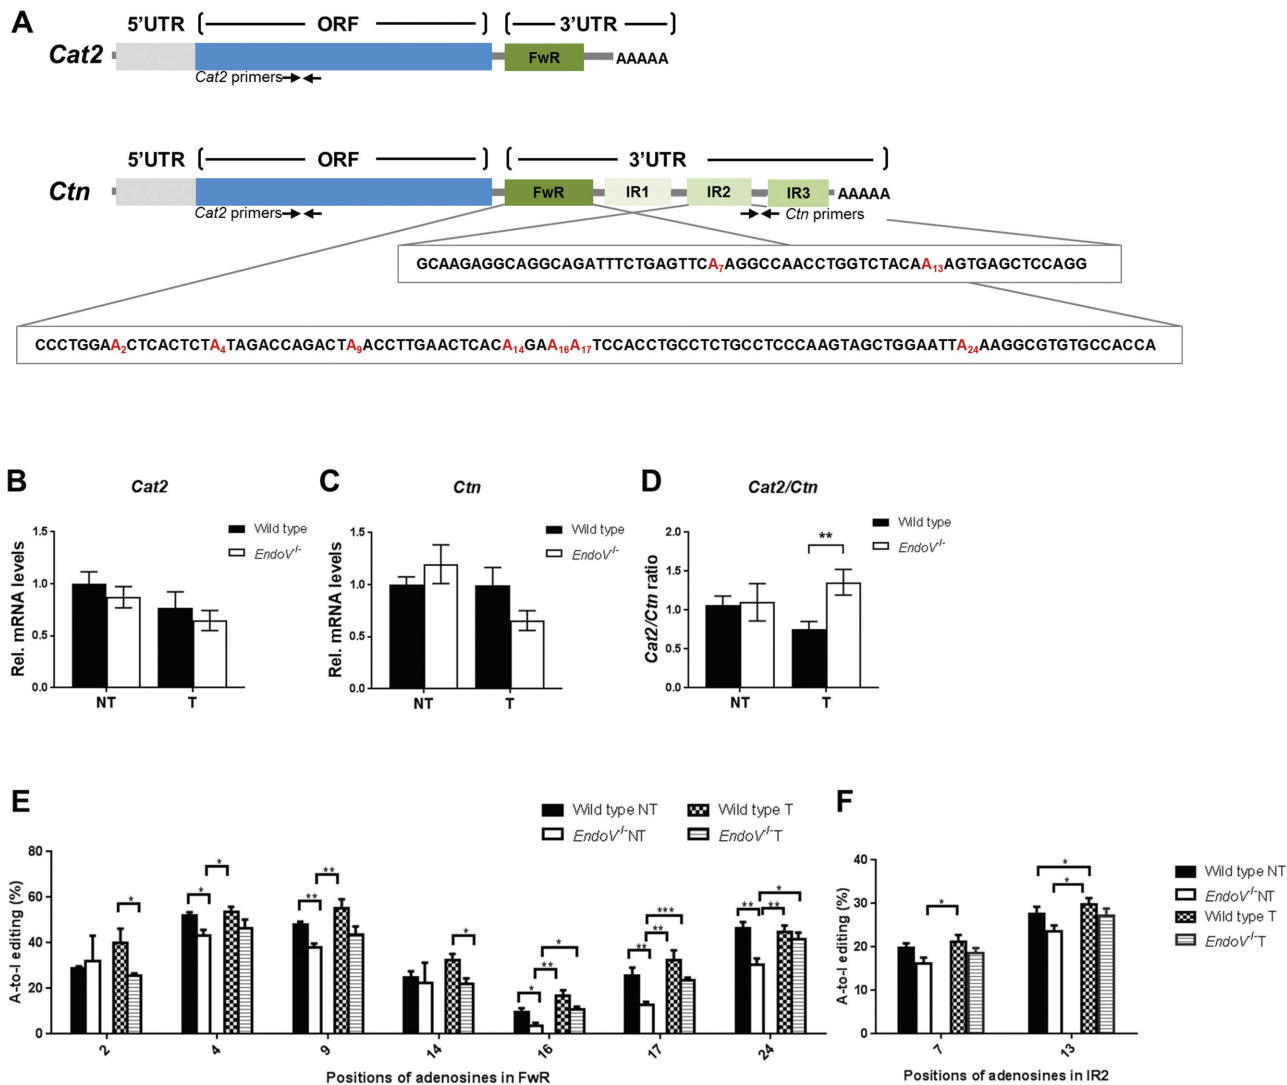 A
5'UTR ORF 3'UTR
Cat2 FwR AAAAA
Cat2 primers
5'UTR ORF 3'UTR
Ctn FwR IR1 IR2 IR3 AAAAA
Cat2 primers Ctn primers
GCAAGAGGCAGGCAGATTTCTGAGTTCA7AGGCCAACCTGGTCTACAA13AGTGAGCTCCAGG
CCCTGGAA2CTCACTCTA4TAGACCAGACTA9ACCTTGAACTCACA14GAA16A17TCCACCTGCCTCTGCCTCCCAAGTAGCTGGAATTA24AAGGCGTGTGCCACCA
B
Cat2
Wild type
EndoV-/-
Rel. mRNA levels
1.5
1.0
0.5
0.0
NT T
C
Ctn
Wild type
EndoV-/-
Rel. mRNA levels
1.5
1.0
0.5
0.0
NT T
D
Cat2/Ctn
Wild type
EndoV-/-
Cat2/Ctn ratio
2.0
1.5
1.0
0.5
0.0
**
NT T
E
Wild type NT Wild type T
EndoV-/-NT EndoV-/-T
A-to-I editing (%)
80
60
40
20
0
* * * ** ** * * ** * ** ** *** ** ** *
2 4 9 14 16 17 24
Positions of adenosines in FwR
F
Wild type NT
EndoV-/-NT
Wild type T
EndoV-/-T
A-to-I editing (%)
40
30
20
10
0
* * *
7 13
Positions of adenosines in IR2